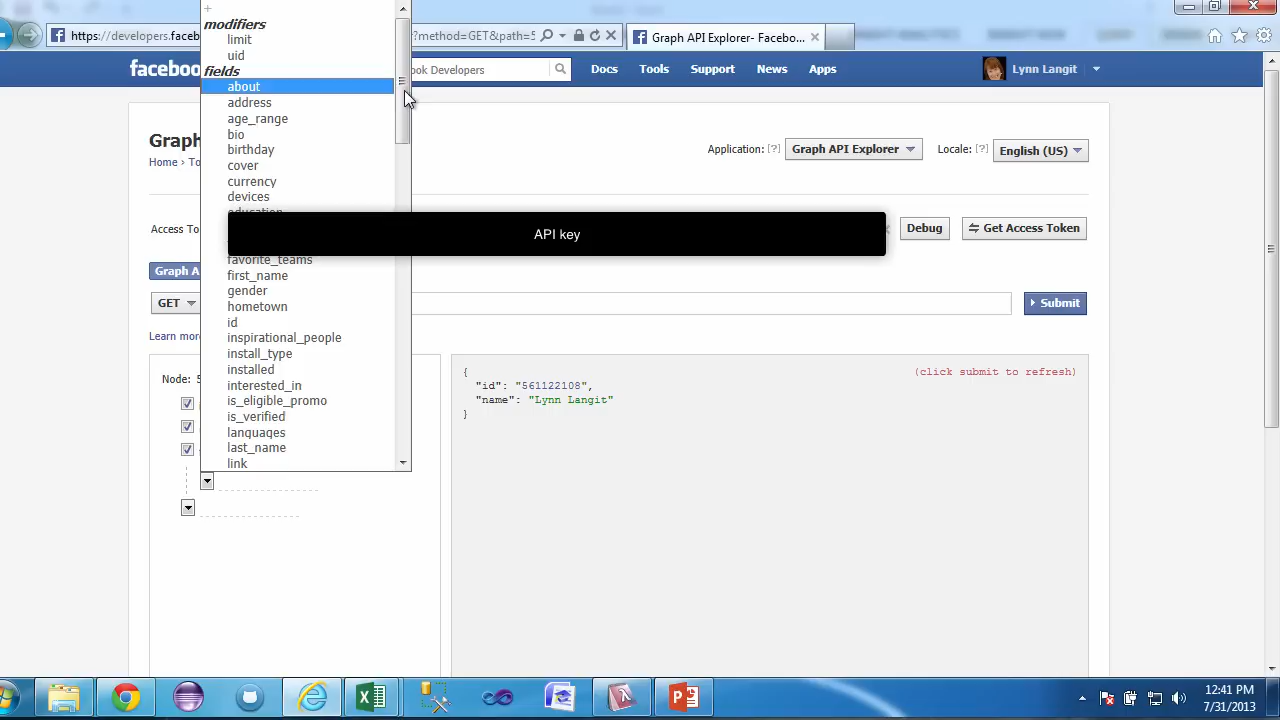 +
modifiers
limit
uid
fields
about
address
age_range
bio
birthday
cover
currency
devices
education
favorite_teams
first_name
gender
hometown
id
inspirational_people
install_type
installed
interested_in
is_eligible_promo
is_verified
languages
last_name
link
https://developers.faceb
?method=GET&path=5
Graph API Explorer- Facebo...
faceboo
ook Developers
Docs
Tools
Support
News
Apps
Lynn Langit
Grap
Home › To
Application: [?]
Graph API Explorer
Locale: [?]
English (US)
Access To
API key
Debug
Get Access Token
Graph A
GET
Submit
Learn more
Node: 5
{
"id": "561122108",
"name": "Lynn Langit"
}
(click submit to refresh)
12:41 PM
7/31/2013